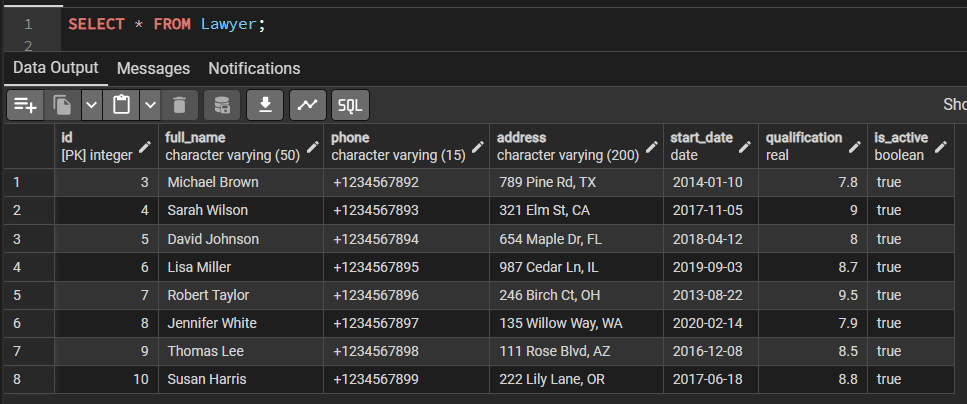 1 SELECT * FROM Lawyer;
2
Data Output Messages Notifications
SQL
id full_name phone address start_date qualification is_active
[PK] integer character varying (50) character varying (15) character varying (200) date real boolean
1 3 Michael Brown +1234567892 789 Pine Rd, TX 2014-01-10 7.8 true
2 4 Sarah Wilson +1234567893 321 Elm St, CA 2017-11-05 9 true
3 5 David Johnson +1234567894 654 Maple Dr, FL 2018-04-12 8 true
4 6 Lisa Miller +1234567895 987 Cedar Ln, IL 2019-09-03 8.7 true
5 7 Robert Taylor +1234567896 246 Birch Ct, OH 2013-08-22 9.5 true
6 8 Jennifer White +1234567897 135 Willow Way, WA 2020-02-14 7.9 true
7 9 Thomas Lee +1234567898 111 Rose Blvd, AZ 2016-12-08 8.5 true
8 10 Susan Harris +1234567899 222 Lily Lane, OR 2017-06-18 8.8 true